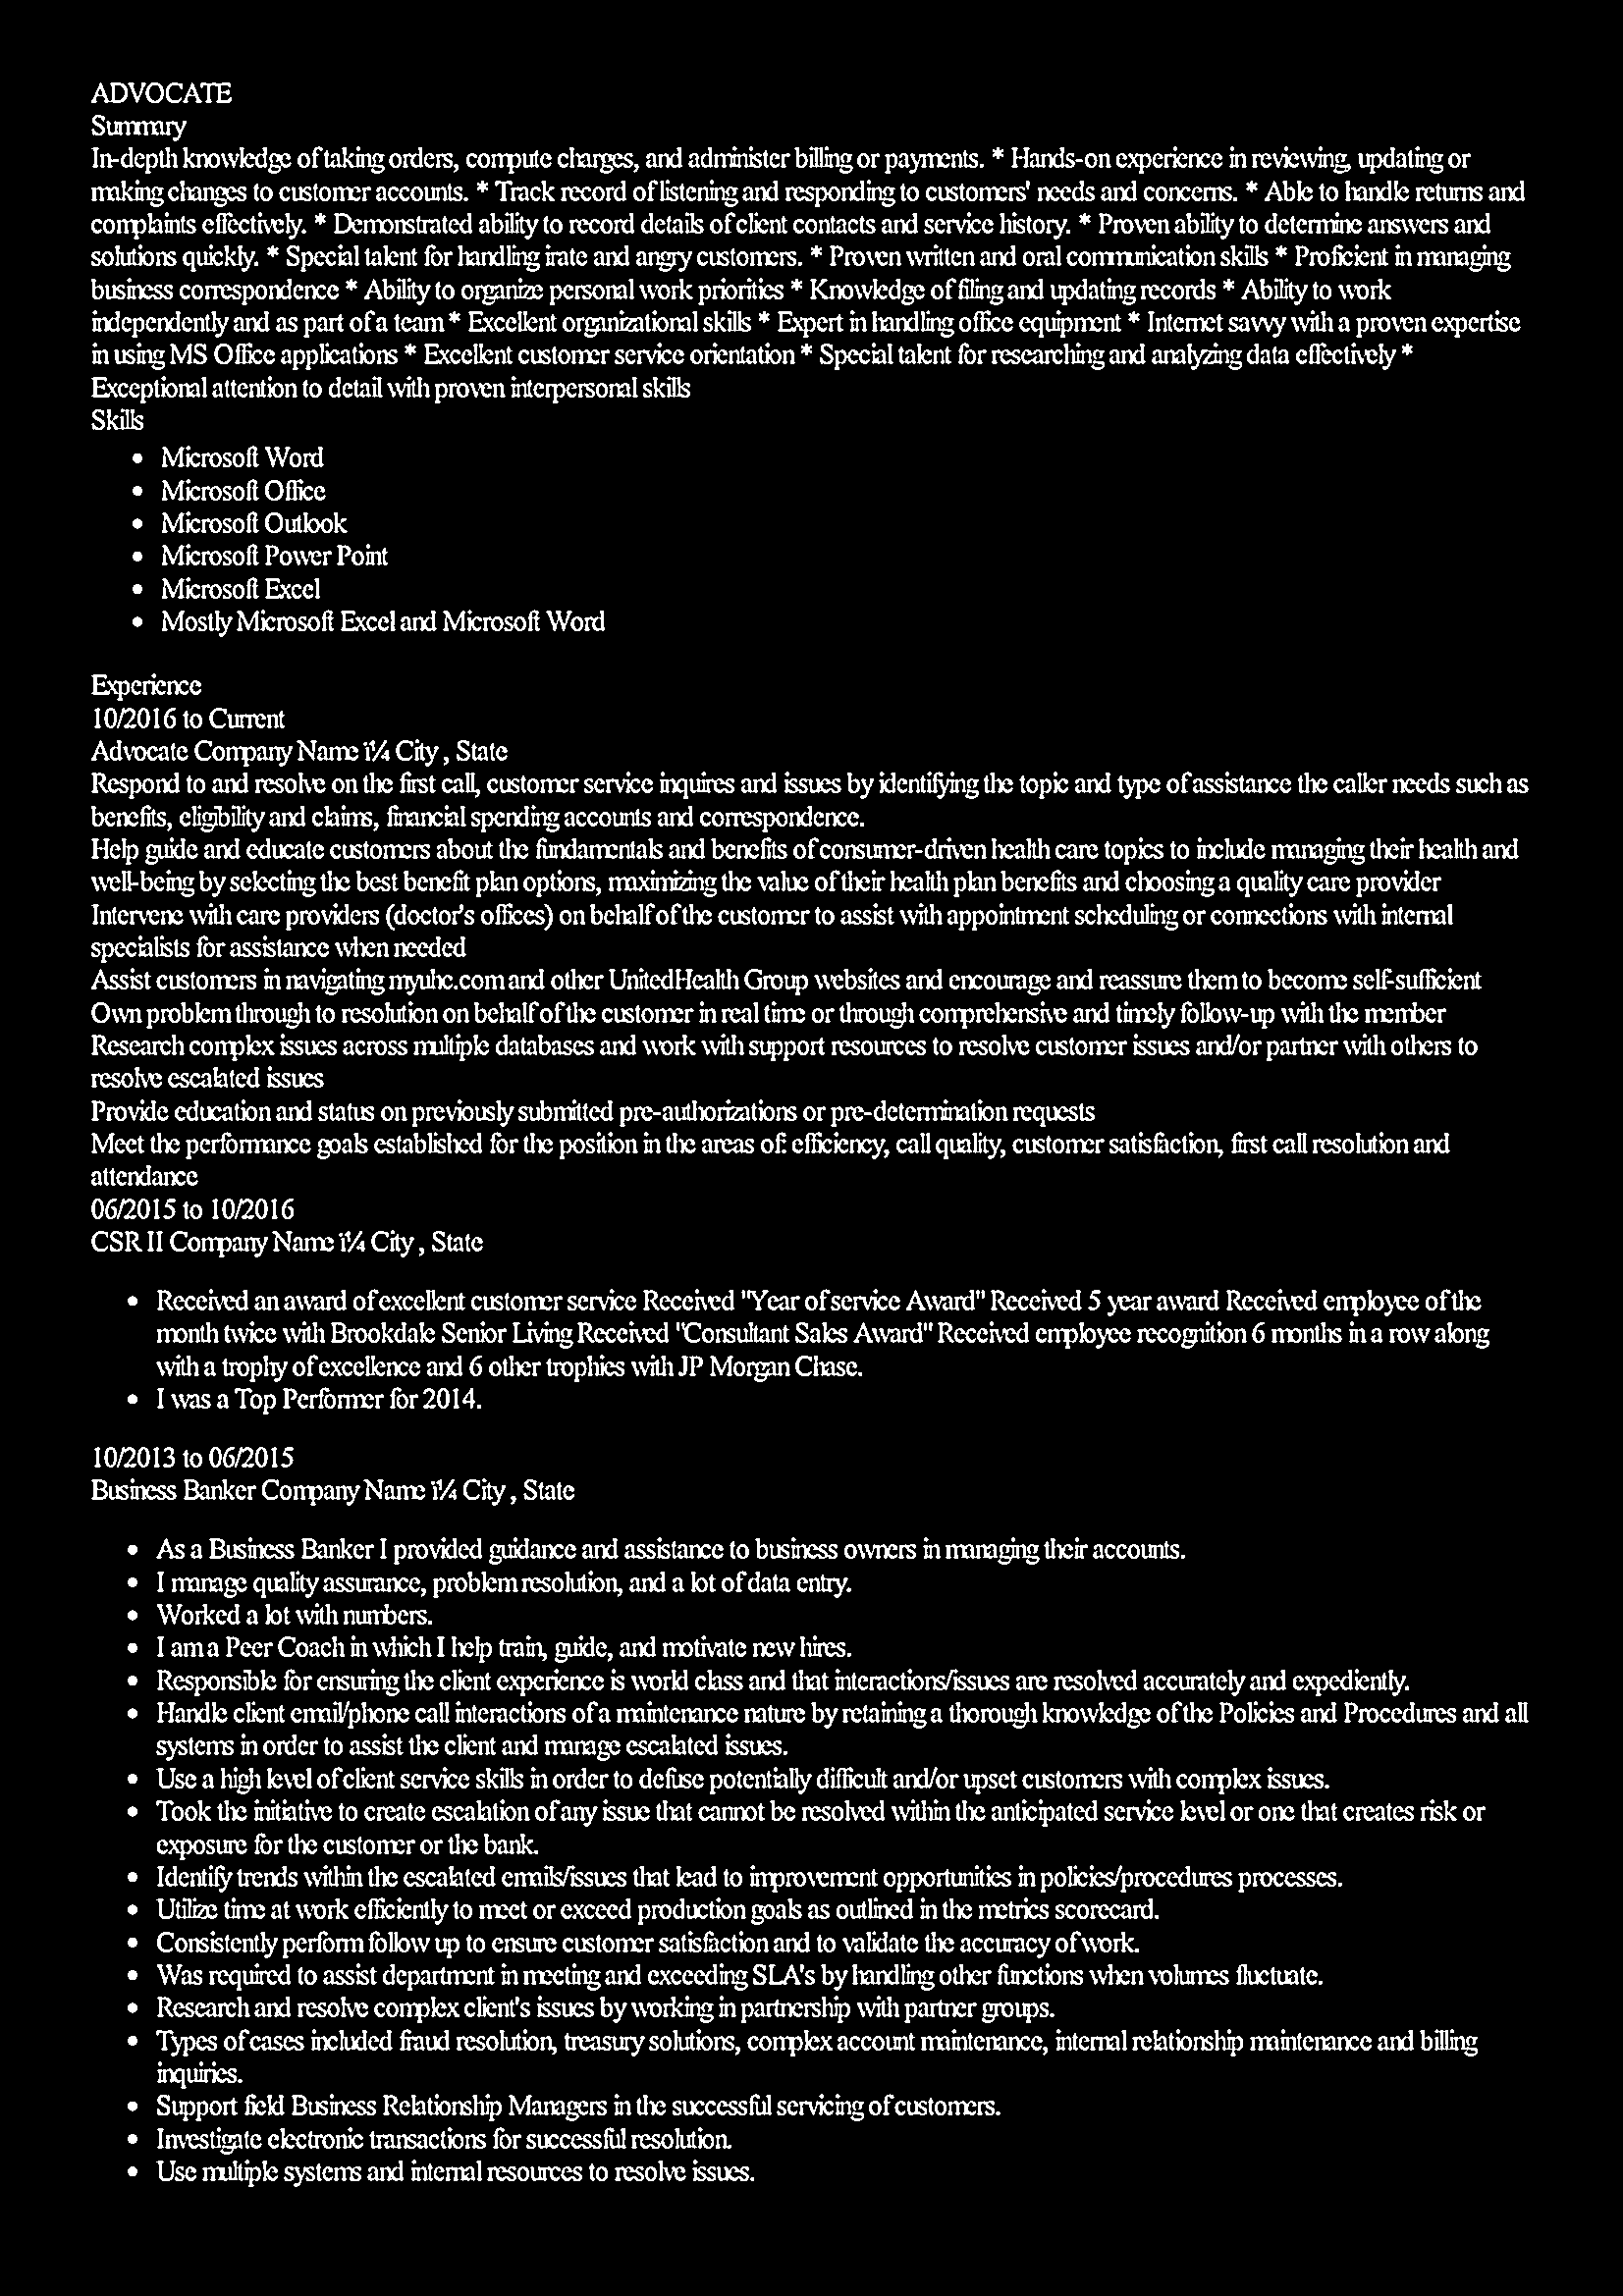 ADVOCATE
Summary
In-depth knowledge of taking orders, compute charges, and administer billing or payments. * Hands-on experience in reviewing, updating or
making changes to customer accounts. * Track record of listening and responding to customers' needs and concerns. * Able to handle returns and
complaints effectively. * Demonstrated ability to record details of client contacts and service history. * Proven ability to determine answers and
solutions quickly. * Special talent for handling irate and angry customers. * Proven written and oral communication skills * Proficient in managing
business correspondence * Ability to organize personal work priorities * Knowledge of filing and updating records * Ability to work
independently and as part of a team * Excellent organizational skills * Expert in handling office equipment * Internet savvy with a proven expertise
in using MS Office applications * Excellent customer service orientation * Special talent for researching and analyzing data effectively *
Exceptional attention to detail with proven interpersonal skills
Skills
• Microsoft Word
• Microsoft Office
• Microsoft Outlook
• Microsoft Power Point
• Microsoft Excel
• Mostly Microsoft Excel and Microsoft Word
Experience
10/2016 to Current
Advocate Company Name ï¼ City , State
Respond to and resolve on the first call, customer service inquires and issues by identifying the topic and type of assistance the caller needs such as
benefits, eligibility and claims, financial spending accounts and correspondence.
Help guide and educate customers about the fundamentals and benefits of consumer-driven health care topics to include managing their health and
well-being by selecting the best benefit plan options, maximizing the value of their health plan benefits and choosing a quality care provider
Intervene with care providers (doctor's offices) on behalf of the customer to assist with appointment scheduling or connections with internal
specialists for assistance when needed
Assist customers in navigating myuhc.com and other UnitedHealth Group websites and encourage and reassure them to become self-sufficient
Own problem through to resolution on behalf of the customer in real time or through comprehensive and timely follow-up with the member
Research complex issues across multiple databases and work with support resources to resolve customer issues and/or partner with others to
resolve escalated issues
Provide education and status on previously submitted pre-authorizations or pre-determination requests
Meet the performance goals established for the position in the areas of: efficiency, call quality, customer satisfaction, first call resolution and
attendance
06/2015 to 10/2016
CSR II Company Name ï¼ City , State
• Received an award of excellent customer service Received "Year of service Award" Received 5 year award Received employee of the
month twice with Brookdale Senior Living Received "Consultant Sales Award" Received employee recognition 6 months in a row along
with a trophy of excellence and 6 other trophies with JP Morgan Chase.
• I was a Top Performer for 2014.
10/2013 to 06/2015
Business Banker Company Name ï¼ City , State
• As a Business Banker I provided guidance and assistance to business owners in managing their accounts.
• I manage quality assurance, problem resolution, and a lot of data entry.
• Worked a lot with numbers.
• I am a Peer Coach in which I help train, guide, and motivate new hires.
• Responsible for ensuring the client experience is world class and that interactions/issues are resolved accurately and expediently.
• Handle client email/phone call interactions of a maintenance nature by retaining a thorough knowledge of the Policies and Procedures and all
systems in order to assist the client and manage escalated issues.
• Use a high level of client service skills in order to defuse potentially difficult and/or upset customers with complex issues.
• Took the initiative to create escalation of any issue that cannot be resolved within the anticipated service level or one that creates risk or
exposure for the customer or the bank.
• Identify trends within the escalated emails/issues that lead to improvement opportunities in policies/procedures processes.
• Utilize time at work efficiently to meet or exceed production goals as outlined in the metrics scorecard.
• Consistently perform follow up to ensure customer satisfaction and to validate the accuracy of work.
• Was required to assist department in meeting and exceeding SLA's by handling other functions when volumes fluctuate.
• Research and resolve complex client's issues by working in partnership with partner groups.
• Types of cases included fraud resolution, treasury solutions, complex account maintenance, internal relationship maintenance and billing
inquiries.
• Support field Business Relationship Managers in the successful servicing of customers.
• Investigate electronic transactions for successful resolution.
• Use multiple systems and internal resources to resolve issues.